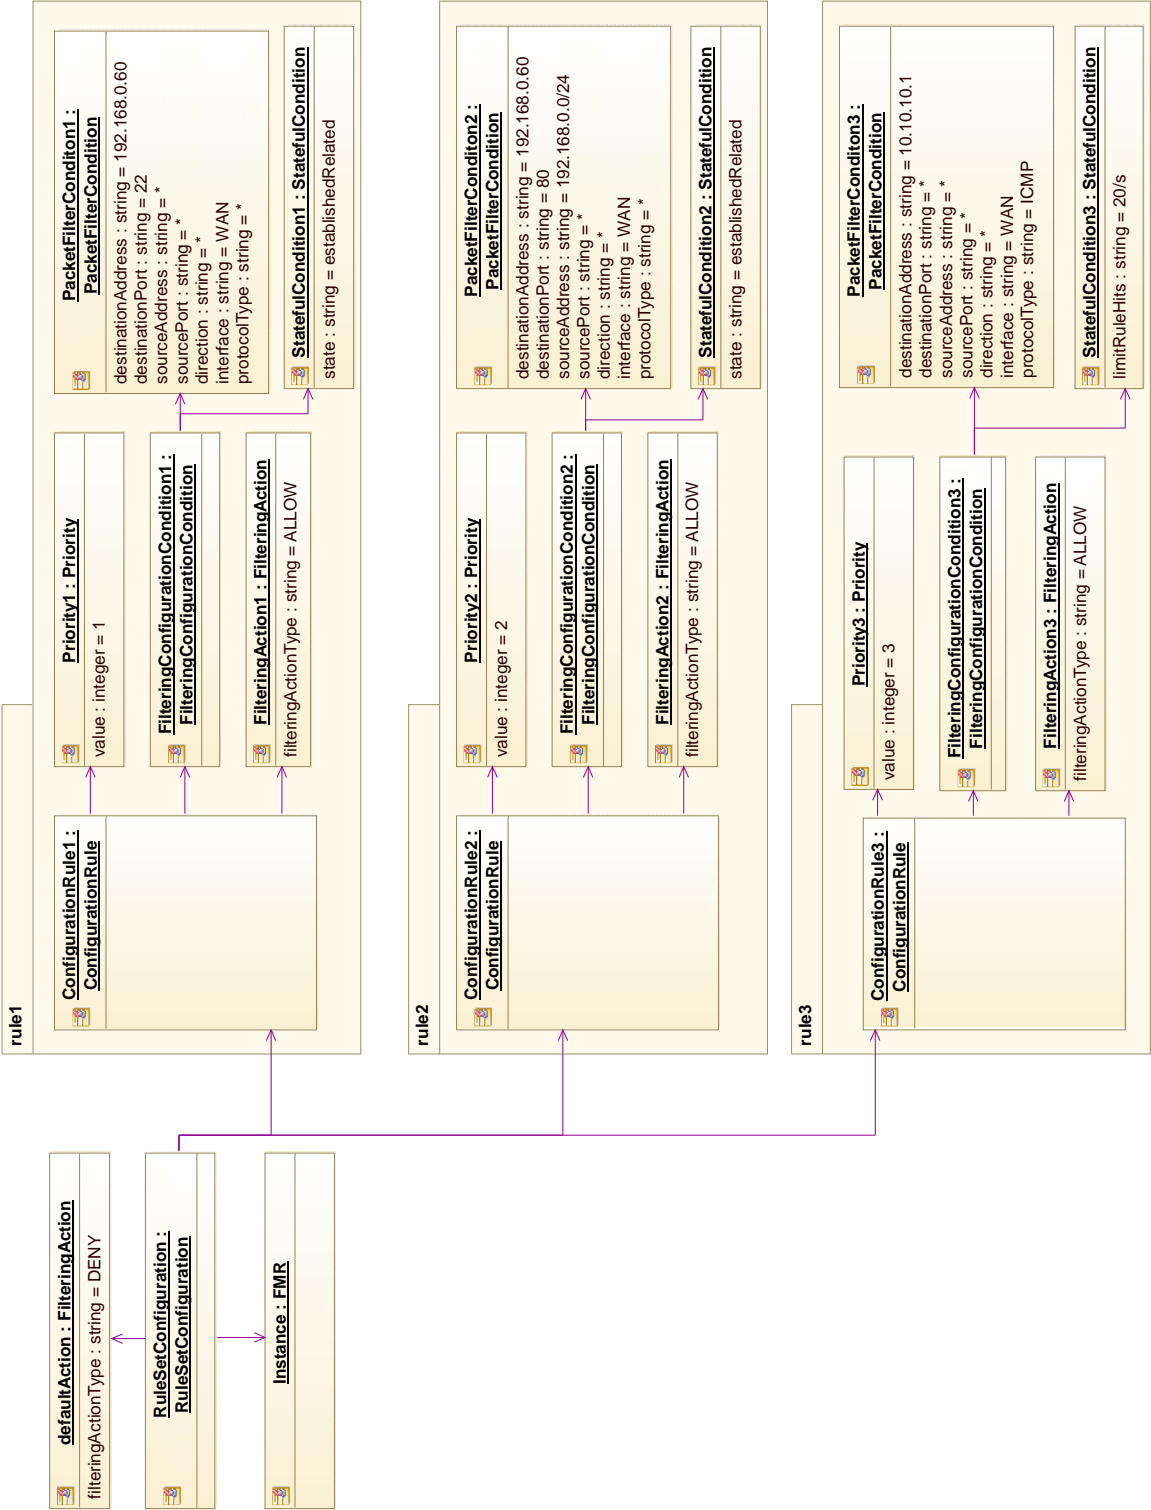 defaultAction : FilteringAction
filteringActionType : string = DENY
RuleSetConfiguration :
RuleSetConfiguration
Instance : FMR
rule1
ConfigurationRule1 :
ConfigurationRule
Priority1 : Priority
value : integer = 1
FilteringConfigurationCondition1 :
FilteringConfigurationCondition
FilteringAction1 : FilteringAction
filteringActionType : string = ALLOW
PacketFilterConditon1 :
PacketFilterCondition
destinationAddress : string = 192.168.0.60
destinationPort : string = 22
sourceAddress : string = *
sourcePort : string = *
direction : string = *
interface : string = WAN
protocolType : string = *
StatefulCondition1 : StatefulCondition
state : string = establishedRelated
rule2
ConfigurationRule2 :
ConfigurationRule
Priority2 : Priority
value : integer = 2
FilteringConfigurationCondition2 :
FilteringConfigurationCondition
FilteringAction2 : FilteringAction
filteringActionType : string = ALLOW
PacketFilterConditon2 :
PacketFilterCondition
destinationAddress : string = 192.168.0.60
destinationPort : string = 80
sourceAddress : string = 192.168.0.0/24
sourcePort : string = *
direction : string = *
interface : string = WAN
protocolType : string = *
StatefulCondition2 : StatefulCondition
state : string = establishedRelated
rule3
ConfigurationRule3 :
ConfigurationRule
Priority3 : Priority
value : integer = 3
FilteringConfigurationCondition3 :
FilteringConfigurationCondition
FilteringAction3 : FilteringAction
filteringActionType : string = ALLOW
PacketFilterConditon3 :
PacketFilterCondition
destinationAddress : string = 10.10.10.1
destinationPort : string = *
sourceAddress : string = *
sourcePort : string = *
direction : string = *
interface : string = WAN
protocolType : string = ICMP
StatefulCondition3 : StatefulCondition
limitRuleHits : string = 20/s